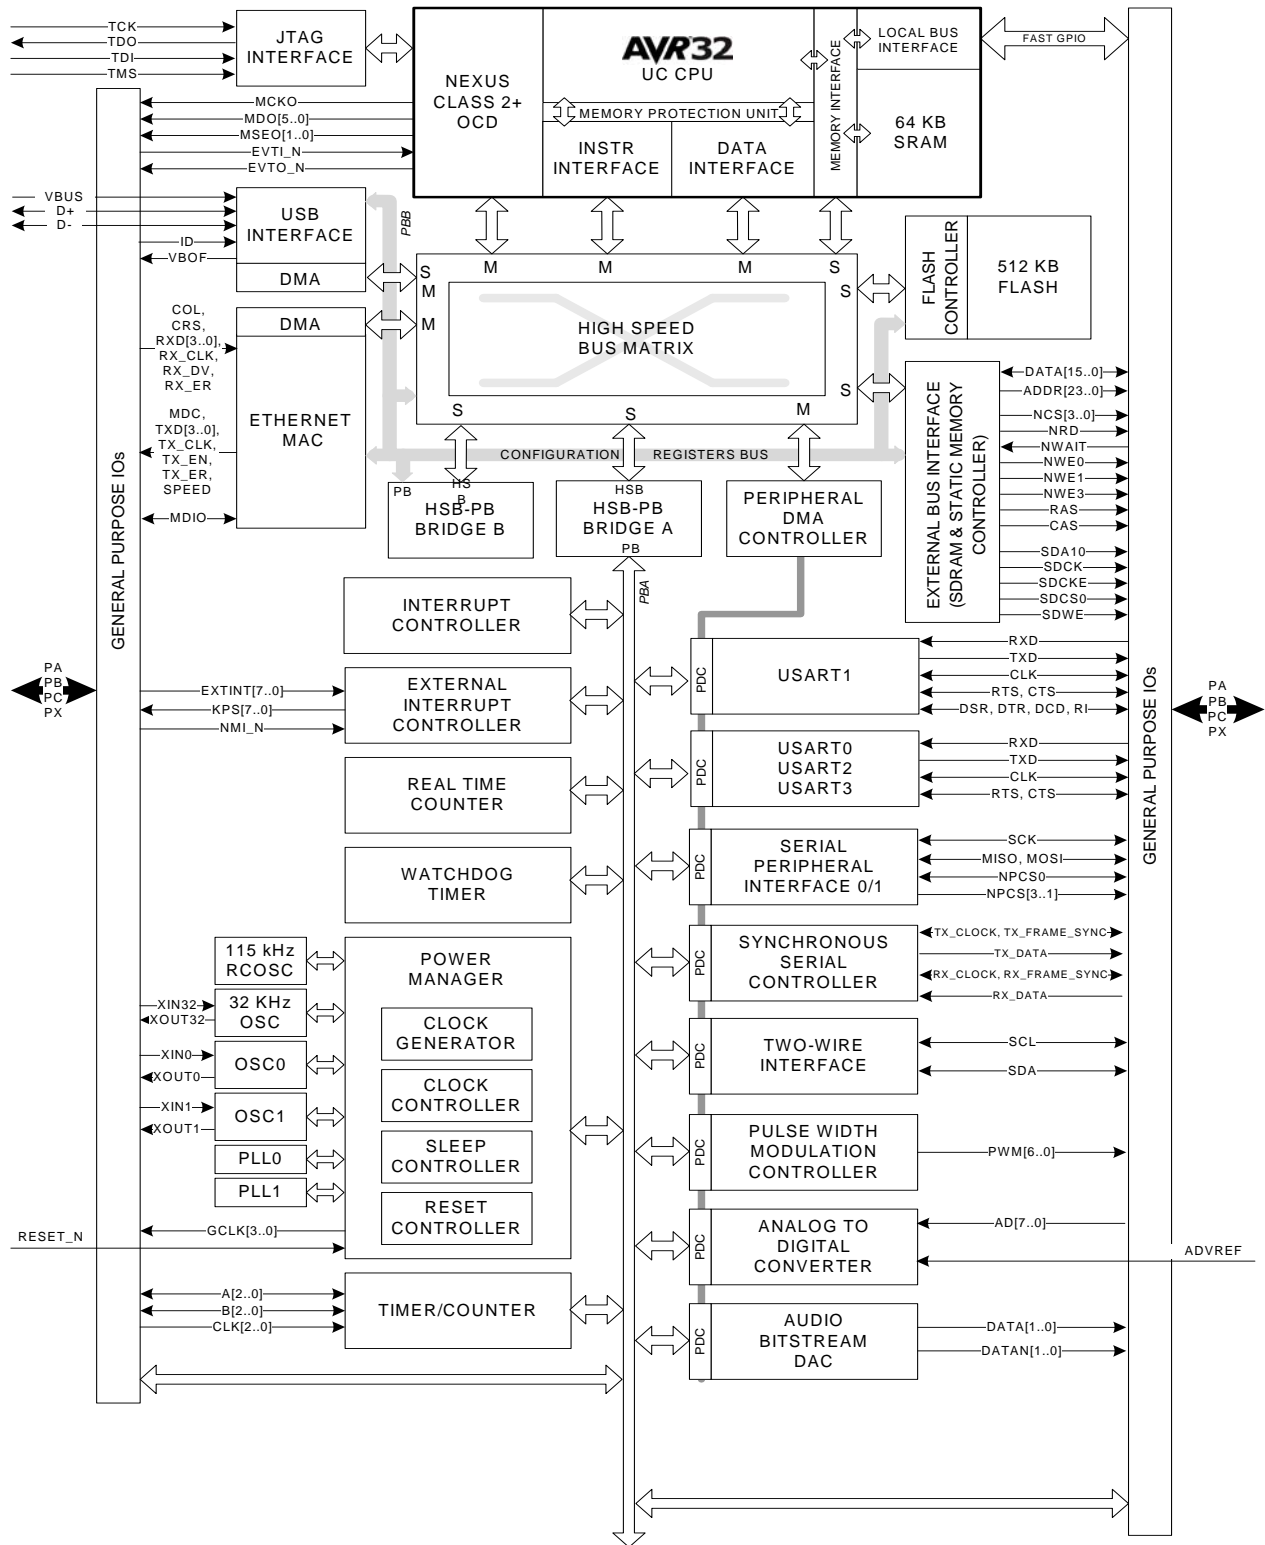 TCK
TDO
TDI
TMS
JTAG
INTERFACE
NEXUS
CLASS 2+
OCD
AVR32
UC CPU
MEMORY PROTECTION UNIT
INSTR
INTERFACE
DATA
INTERFACE
MEMORY INTERFACE
LOCAL BUS
INTERFACE
64 KB
SRAM
FAST GPIO
MCKO
MDO[5..0]
MSEO[1..0]
EVTI_N
EVTO_N
VBUS
D+
D-
ID
VBOF
USB
INTERFACE
DMA
PBB
S
M
M
M
M
M
S
S
S
S
S
M
HIGH SPEED
BUS MATRIX
FLASH
CONTROLLER
512 KB
FLASH
COL,
CRS,
RXD[3..0],
RX_CLK,
RX_DV,
RX_ER
MDC,
TXD[3..0],
TX_CLK,
TX_EN,
TX_ER,
SPEED
MDIO
DMA
ETHERNET
MAC
CONFIGURATION REGISTERS BUS
PB
HS
B
HSB-PB
BRIDGE B
HSB
HSB-PB
BRIDGE A
PB
PERIPHERAL
DMA
CONTROLLER
EXTERNAL BUS INTERFACE
(SDRAM & STATIC MEMORY
CONTROLLER)
DATA[15..0]
ADDR[23..0]
NCS[3..0]
NRD
NWAIT
NWE0
NWE1
NWE3
RAS
CAS
SDA10
SDCK
SDCKE
SDCS0
SDWE
GENERAL PURPOSE IOs
GENERAL PURPOSE IOs
PBA
PA
PB
PC
PX
PA
PB
PC
PX
INTERRUPT
CONTROLLER
EXTINT[7..0]
KPS[7..0]
NMI_N
EXTERNAL
INTERRUPT
CONTROLLER
REAL TIME
COUNTER
WATCHDOG
TIMER
115 kHz
RCOSC
XIN32
XOUT32
32 KHz
OSC
XIN0
XOUT0
OSC0
XIN1
XOUT1
OSC1
PLL0
PLL1
GCLK[3..0]
RESET_N
POWER
MANAGER
CLOCK
GENERATOR
CLOCK
CONTROLLER
SLEEP
CONTROLLER
RESET
CONTROLLER
A[2..0]
B[2..0]
CLK[2..0]
TIMER/COUNTER
PDC
USART1
RXD
TXD
CLK
RTS, CTS
DSR, DTR, DCD, RI
PDC
USART0
USART2
USART3
RXD
TXD
CLK
RTS, CTS
PDC
SERIAL
PERIPHERAL
INTERFACE 0/1
SCK
MISO, MOSI
NPCS0
NPCS[3..1]
PDC
SYNCHRONOUS
SERIAL
CONTROLLER
TX_CLOCK, TX_FRAME_SYNC
TX_DATA
RX_CLOCK, RX_FRAME_SYNC
RX_DATA
PDC
TWO-WIRE
INTERFACE
SCL
SDA
PDC
PULSE WIDTH
MODULATION
CONTROLLER
PWM[6..0]
PDC
ANALOG TO
DIGITAL
CONVERTER
AD[7..0]
ADVREF
PDC
AUDIO
BITSTREAM
DAC
DATA[1..0]
DATAN[1..0]